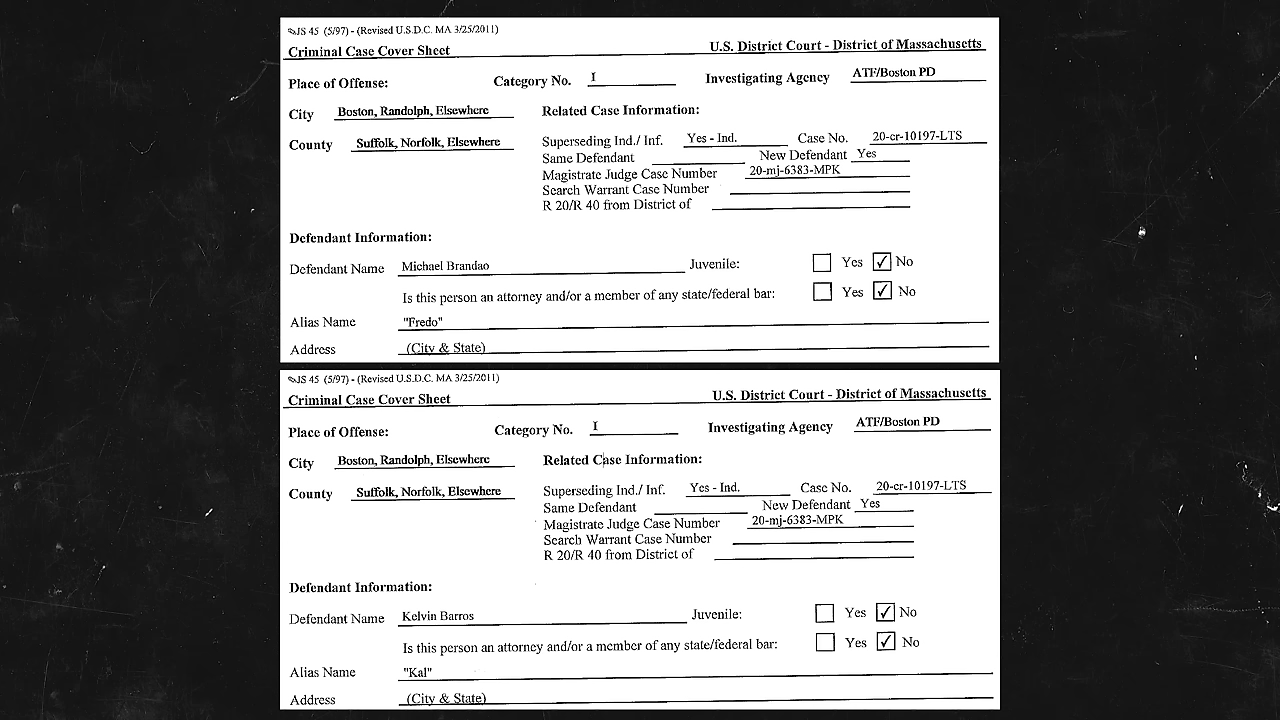 JS 45 (5/97) - (Revised U.S.D.C. MA 3/25/2011)
Criminal Case Cover Sheet U.S. District Court - District of Massachusetts
Place of Offense: Category No. I Investigating Agency ATF/Boston PD
City Boston, Randolph, Elsewhere Related Case Information:
County Suffolk, Norfolk, Elsewhere Superseding Ind./ Inf. Yes - Ind. Case No. 20-cr-10197-LTS
Same Defendant New Defendant Yes
Magistrate Judge Case Number 20-mj-6383-MPK
Search Warrant Case Number
R 20/R 40 from District of
Defendant Information:
Defendant Name Michael Brandao Juvenile: Yes ✓ No
Is this person an attorney and/or a member of any state/federal bar: Yes ✓ No
Alias Name "Fredo"
Address (City & State)
JS 45 (5/97) - (Revised U.S.D.C. MA 3/25/2011)
Criminal Case Cover Sheet U.S. District Court - District of Massachusetts
Place of Offense: Category No. I Investigating Agency ATF/Boston PD
City Boston, Randolph, Elsewhere Related Case Information:
County Suffolk, Norfolk, Elsewhere Superseding Ind./ Inf. Yes - Ind. Case No. 20-cr-10197-LTS
Same Defendant New Defendant Yes
Magistrate Judge Case Number 20-mj-6383-MPK
Search Warrant Case Number
R 20/R 40 from District of
Defendant Information:
Defendant Name Kelvin Barros Juvenile: Yes ✓ No
Is this person an attorney and/or a member of any state/federal bar: Yes ✓ No
Alias Name "Kal"
Address (City & State)